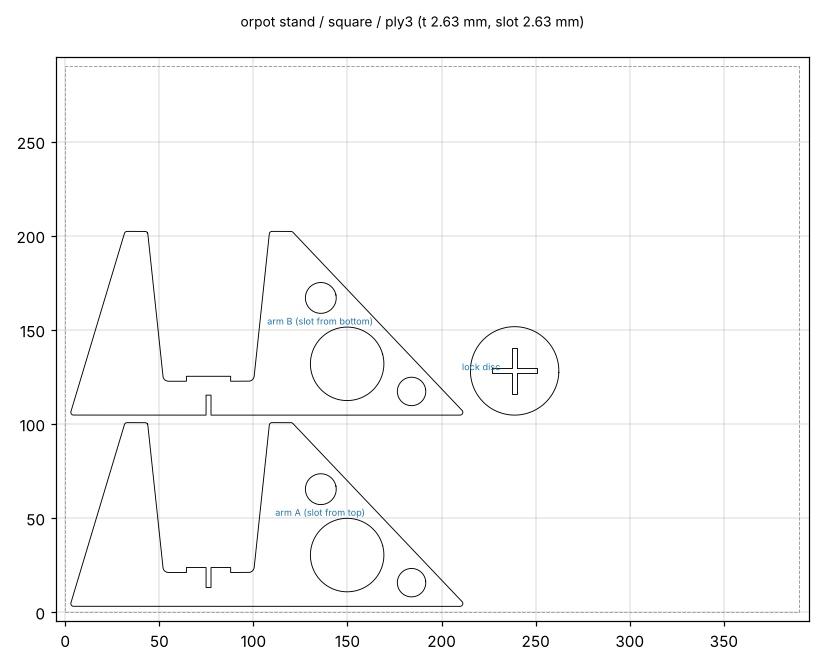 orpot stand / square / ply3 (t 2.63 mm, slot 2.63 mm)
250
200
arm B (slot from bottom)
150
lock disc
100
arm A (slot from top)
50
0
0 50 100 150 200 250 300 350